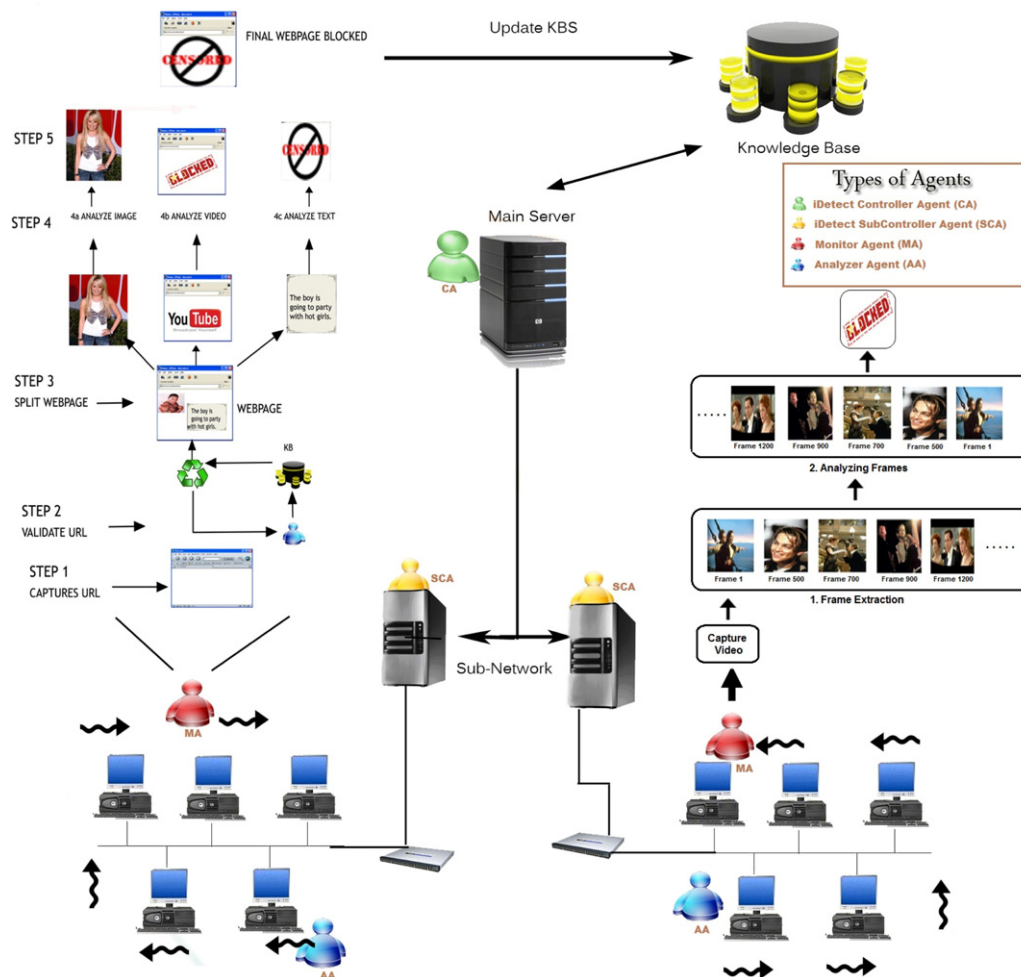 FINAL WEBPAGE BLOCKED
CENSORED
Update KBS
Knowledge Base
STEP 5
BLOCKED
CENSORED
4a ANALYZE IMAGE
4b ANALYZE VIDEO
4c ANALYZE TEXT
STEP 4
Main Server
CA
Types of Agents
iDetect Controller Agent (CA)
iDetect SubController Agent (SCA)
Monitor Agent (MA)
Analyzer Agent (AA)
YouTube
The boy is
going to party
with hot girls.
BLOCKED
STEP 3
SPLIT WEBPAGE
The boy is
going to party
with hot girls.
WEBPAGE
KB
Frame 1200
Frame 900
Frame 700
Frame 500
Frame 1
2. Analyzing Frames
STEP 2
VALIDATE URL
STEP 1
CAPTURES URL
Frame 1
Frame 500
Frame 700
Frame 900
Frame 1200
1. Frame Extraction
SCA
SCA
Sub-Network
Capture
Video
MA
MA
AA
AA